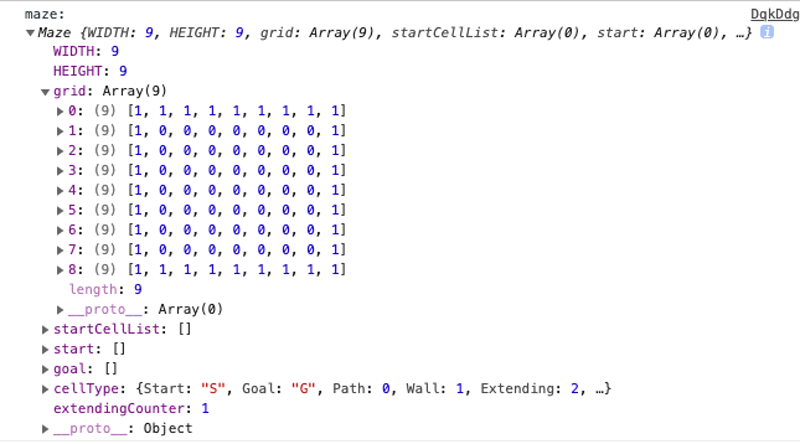 maze: DqkDdg
▼Maze {WIDTH: 9, HEIGHT: 9, grid: Array(9), startCellList: Array(0), start: Array(0), …} i
WIDTH: 9
HEIGHT: 9
▼grid: Array(9)
▶0: (9) [1, 1, 1, 1, 1, 1, 1, 1, 1]
▶1: (9) [1, 0, 0, 0, 0, 0, 0, 0, 1]
▶2: (9) [1, 0, 0, 0, 0, 0, 0, 0, 1]
▶3: (9) [1, 0, 0, 0, 0, 0, 0, 0, 1]
▶4: (9) [1, 0, 0, 0, 0, 0, 0, 0, 1]
▶5: (9) [1, 0, 0, 0, 0, 0, 0, 0, 1]
▶6: (9) [1, 0, 0, 0, 0, 0, 0, 0, 1]
▶7: (9) [1, 0, 0, 0, 0, 0, 0, 0, 1]
▶8: (9) [1, 1, 1, 1, 1, 1, 1, 1, 1]
length: 9
▶__proto__: Array(0)
▶startCellList: []
▶start: []
▶goal: []
▶cellType: {Start: "S", Goal: "G", Path: 0, Wall: 1, Extending: 2, …}
extendingCounter: 1
▶__proto__: Object